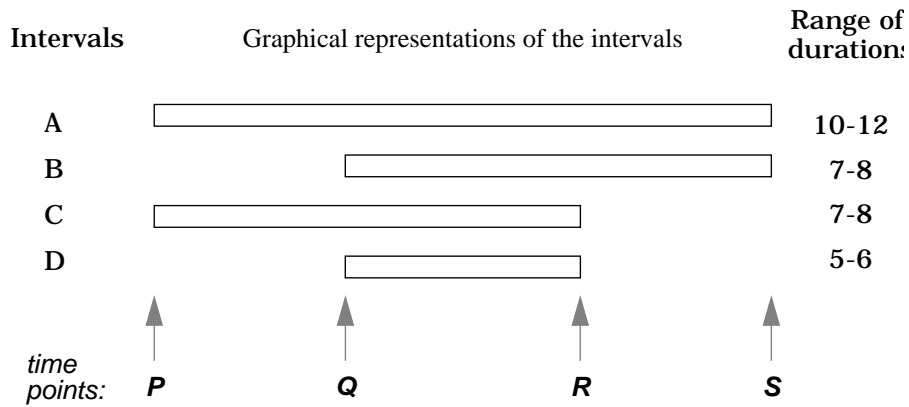 Intervals Graphical representations of the intervals Range of
durations
A 10-12
B 7-8
C 7-8
D 5-6
time
points: P Q R S